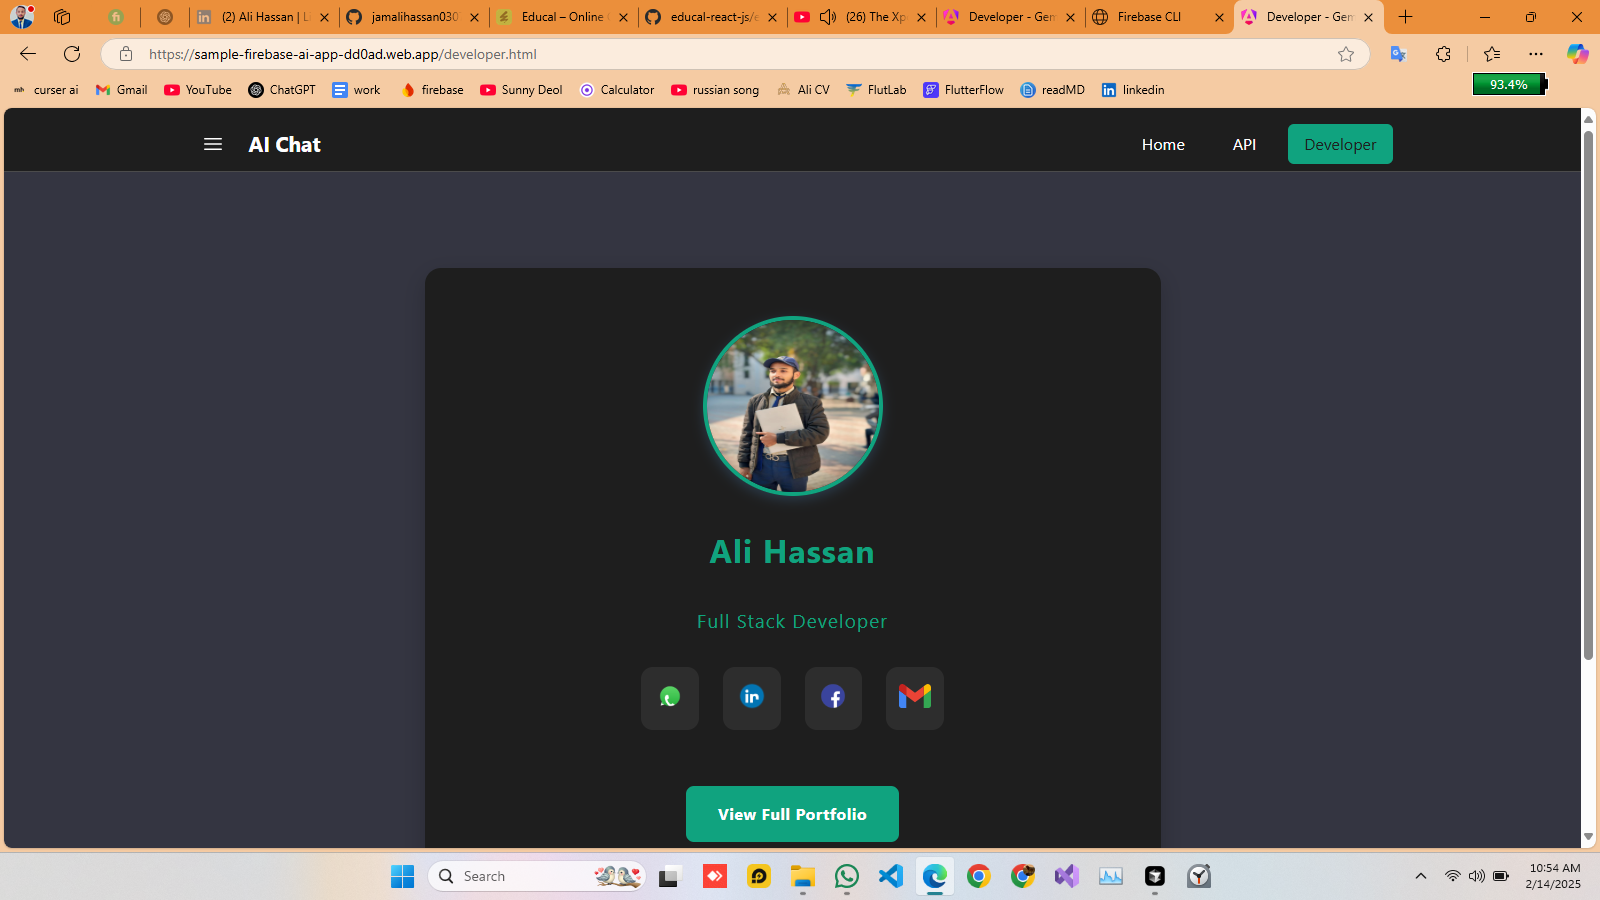 (2) Ali Hassan | Li
jamalihassan030
Educal – Online
educal-react-js/e
(26) The Xp
Developer - Gem
Firebase CLI
Developer - Gem
https://sample-firebase-ai-app-dd0ad.web.app/developer.html
curser ai
Gmail
YouTube
ChatGPT
work
firebase
Sunny Deol
Calculator
russian song
Ali CV
FlutLab
FlutterFlow
readMD
linkedin
93.4%
AI Chat
Home
API
Developer
Ali Hassan
Full Stack Developer
View Full Portfolio
Search
10:54 AM
2/14/2025